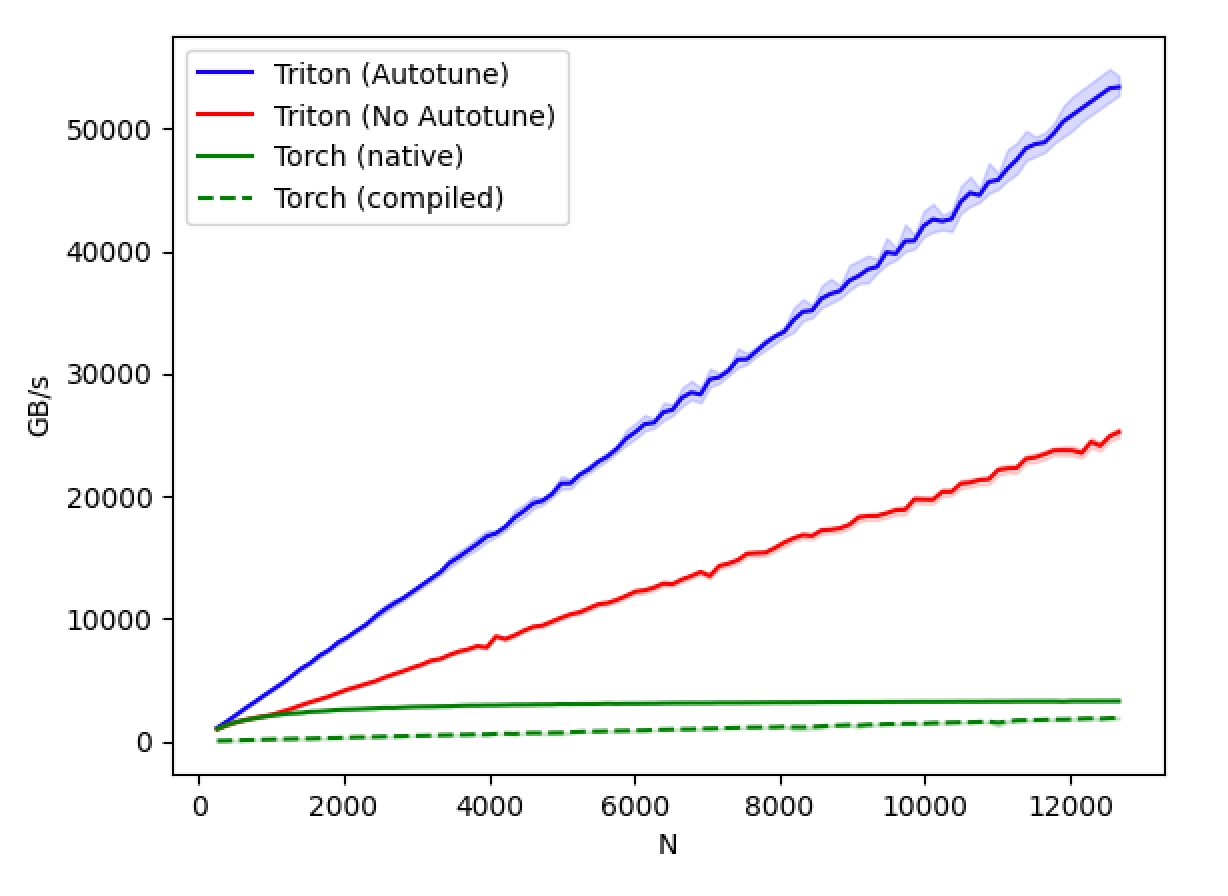 Triton (Autotune)
Triton (No Autotune)
Torch (native)
Torch (compiled)
50000
40000
30000
20000
10000
0
GB/s
0 2000 4000 6000 8000 10000 12000
N